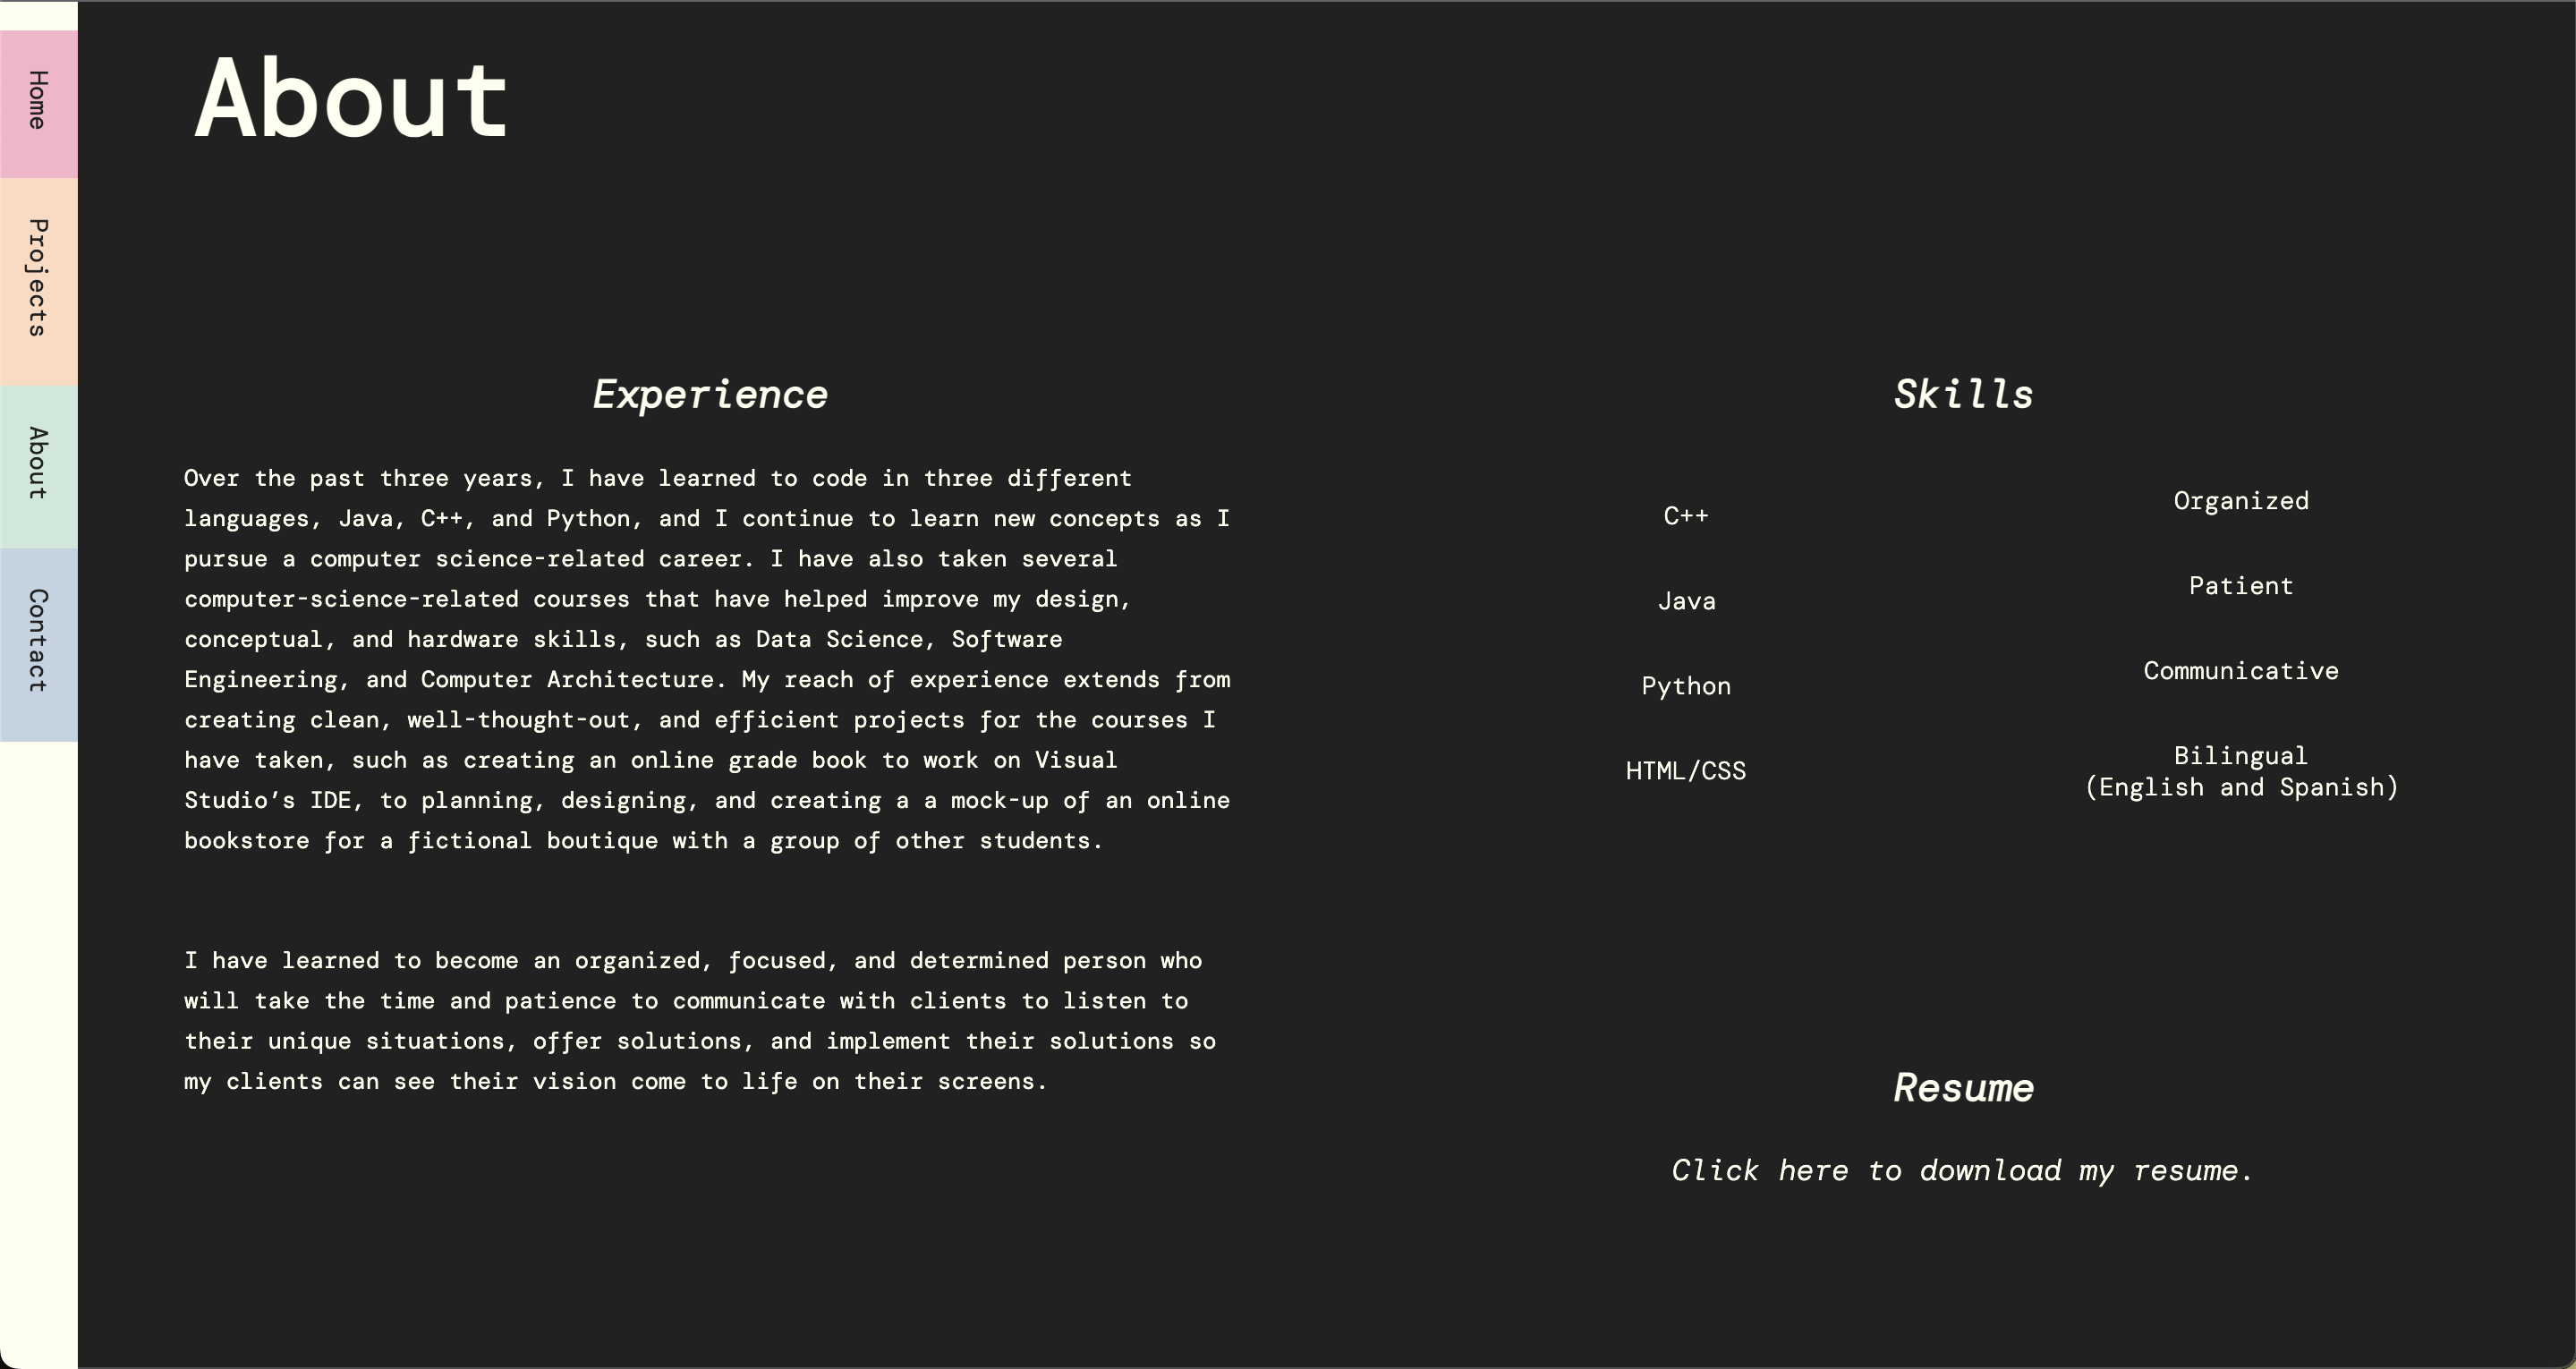 Home
Projects
About
Contact
About
Experience
Over the past three years, I have learned to code in three different
languages, Java, C++, and Python, and I continue to learn new concepts as I
pursue a computer science-related career. I have also taken several
computer-science-related courses that have helped improve my design,
conceptual, and hardware skills, such as Data Science, Software
Engineering, and Computer Architecture. My reach of experience extends from
creating clean, well-thought-out, and efficient projects for the courses I
have taken, such as creating an online grade book to work on Visual
Studio’s IDE, to planning, designing, and creating a a mock-up of an online
bookstore for a fictional boutique with a group of other students.
I have learned to become an organized, focused, and determined person who
will take the time and patience to communicate with clients to listen to
their unique situations, offer solutions, and implement their solutions so
my clients can see their vision come to life on their screens.
Skills
C++
Java
Python
HTML/CSS
Organized
Patient
Communicative
Bilingual
(English and Spanish)
Resume
Click here to download my resume.